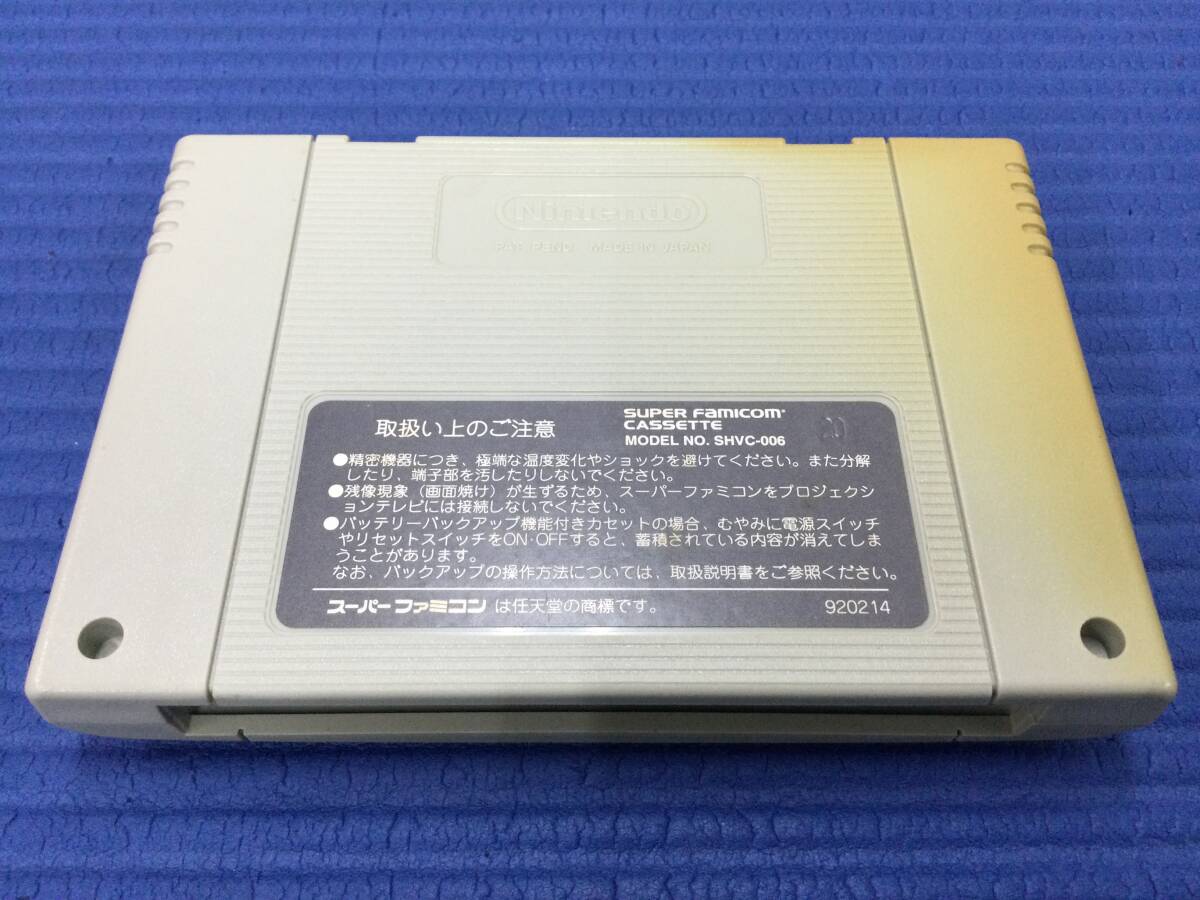 Nintendo
PAT. PEND. MADE IN JAPAN
取扱い上のご注意
SUPER FAMICOM
CASSETTE
MODEL NO. SHVC-006
20
●精密機器につき、極端な温度変化やショックを避けてください。また分解
したり、端子部を汚したりしないでください。
●残像現象（画面焼け）が生ずるため、スーパーファミコンをプロジェクシ
ョンテレビには接続しないでください。
●バッテリーバックアップ機能付きカセットの場合、むやみに電源スイッチ
やリセットスイッチをON・OFFすると、蓄積されている内容が消えてしま
うことがあります。
なお、バックアップの操作方法については、取扱説明書をご参照ください。
スーパーファミコン は任天堂の商標です。
920214